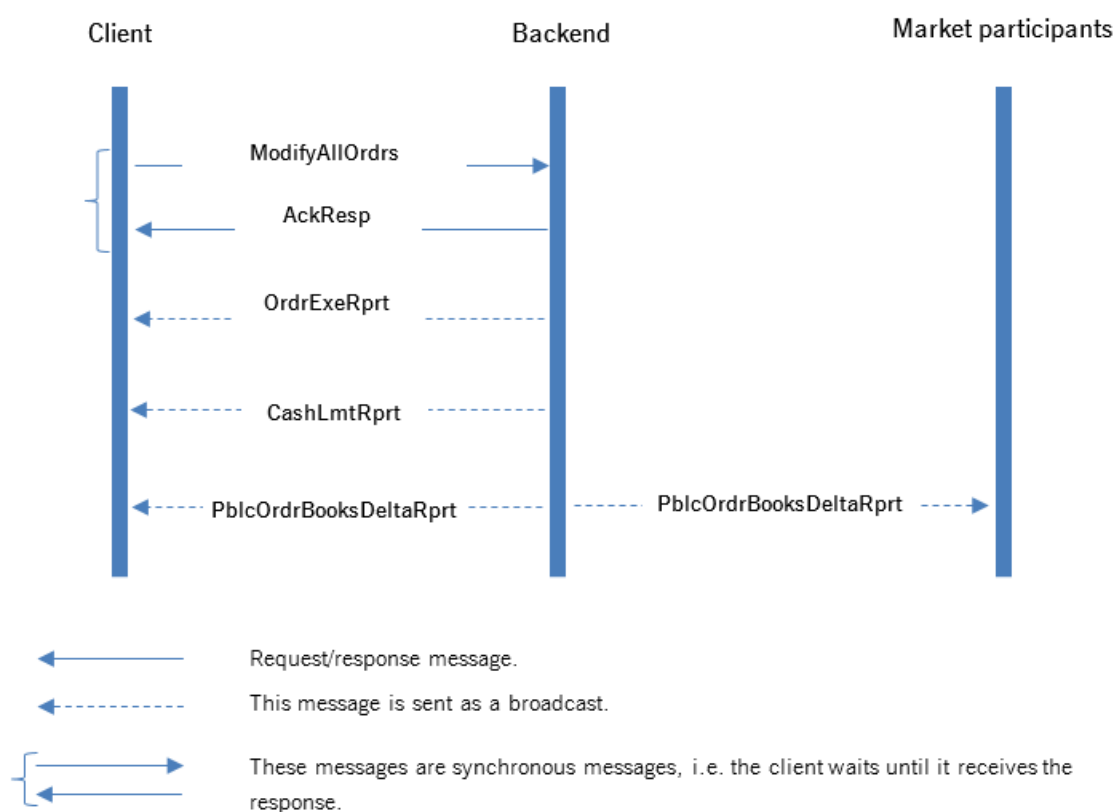 Client
Backend
Market participants
ModifyAllOrdrs
AckResp
OrdrExeRprt
CashLmtRprt
PblcOrdrBooksDeltaRprt
PblcOrdrBooksDeltaRprt
Request/response message.
This message is sent as a broadcast.
These messages are synchronous messages, i.e. the client waits until it receives the
response.